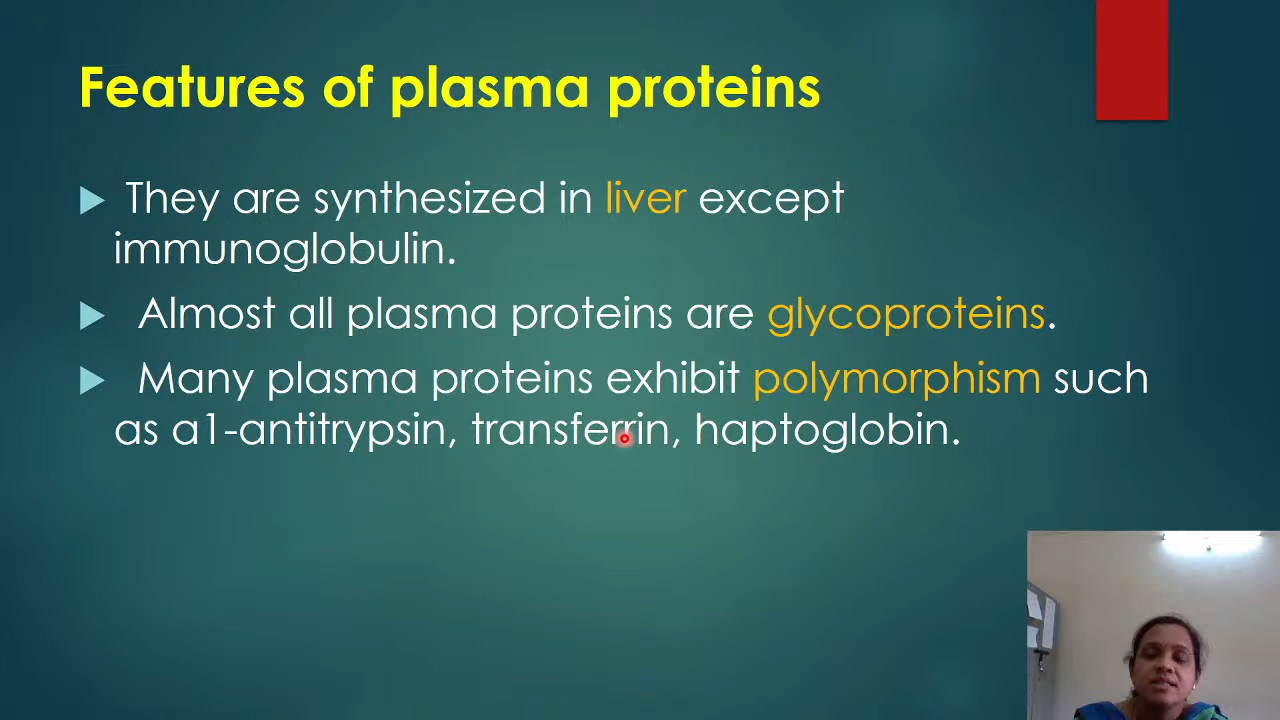 Features of plasma proteins
They are synthesized in liver except
immunoglobulin.
Almost all plasma proteins are glycoproteins.
Many plasma proteins exhibit polymorphism such
as a1-antitrypsin, transferrin, haptoglobin.